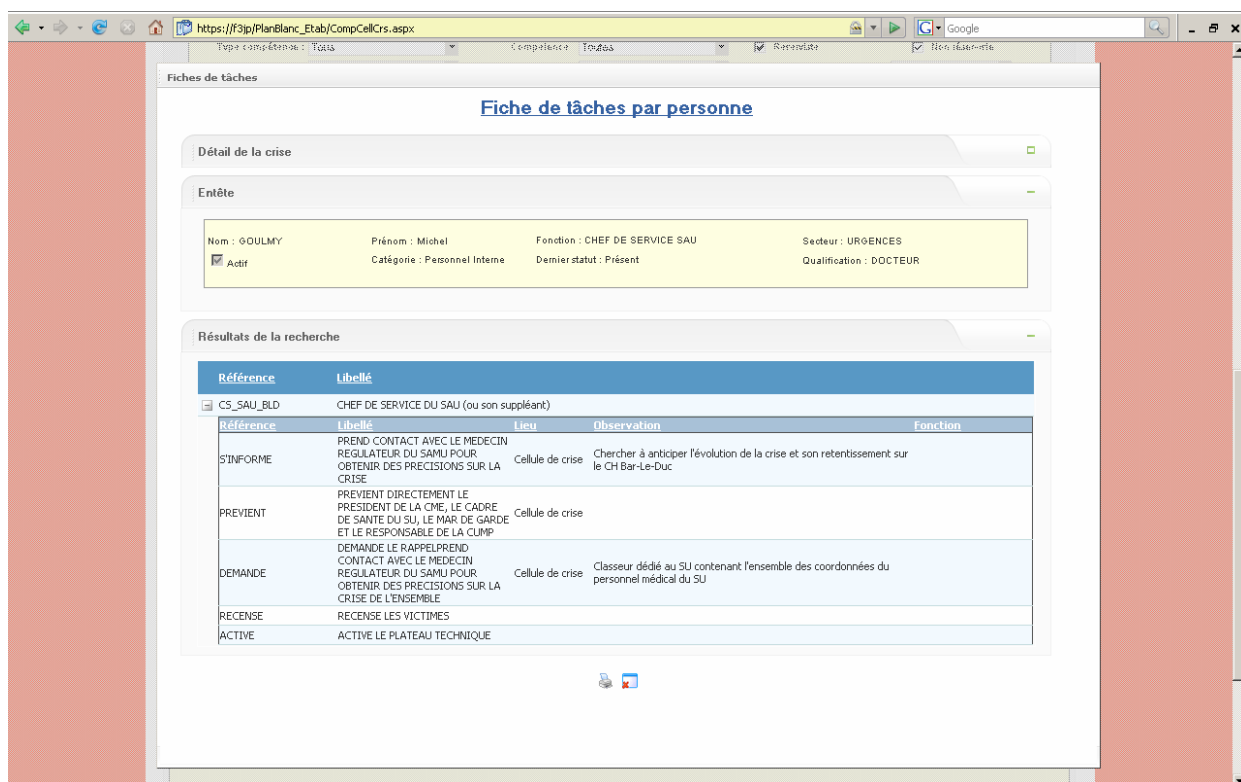 https://f3jp/PlanBlanc_Etab/CompCellCrs.aspx
Google
Type compétence : Tous Compétence Toutes
Fiches de tâches
Fiche de tâches par personne
Détail de la crise
Entête
Nom : GOULMY Prénom : Michel Fonction : CHEF DE SERVICE SAU Secteur : URGENCES
Actif Catégorie : Personnel Interne Dernier statut : Présent Qualification : DOCTEUR
Résultats de la recherche
Référence Libellé
CS_SAU_BLD CHEF DE SERVICE DU SAU (ou son suppléant)
Référence Libellé Lieu Observation Fonction
S'INFORME
PREND CONTACT AVEC LE MEDECIN
REGULATEUR DU SAMU POUR
OBTENIR DES PRECISIONS SUR LA
CRISE
Cellule de crise
Chercher à anticiper l'évolution de la crise et son retentissement sur
le CH Bar-Le-Duc
PREVIENT
PREVIENT DIRECTEMENT LE
PRESIDENT DE LA CME, LE CADRE
DE SANTE DU SU, LE MAR DE GARDE
ET LE RESPONSABLE DE LA CUMP
Cellule de crise
DEMANDE
DEMANDE LE RAPPELPREND
CONTACT AVEC LE MEDECIN
REGULATEUR DU SAMU POUR
OBTENIR DES PRECISIONS SUR LA
CRISE DE L'ENSEMBLE
Cellule de crise
Classeur dédié au SU contenant l'ensemble des coordonnées du
personnel médical du SU
RECENSE RECENSE LES VICTIMES
ACTIVE ACTIVE LE PLATEAU TECHNIQUE